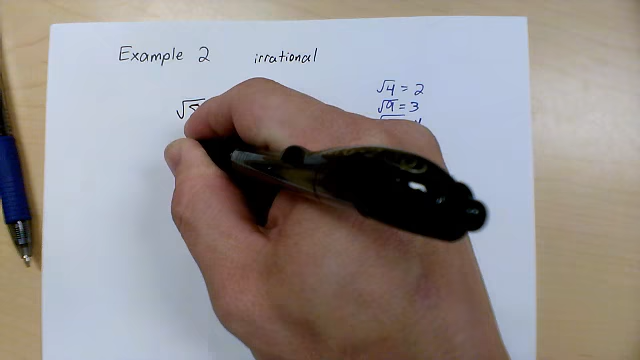 Example 2 irrational
√4 = 2
√9 = 3